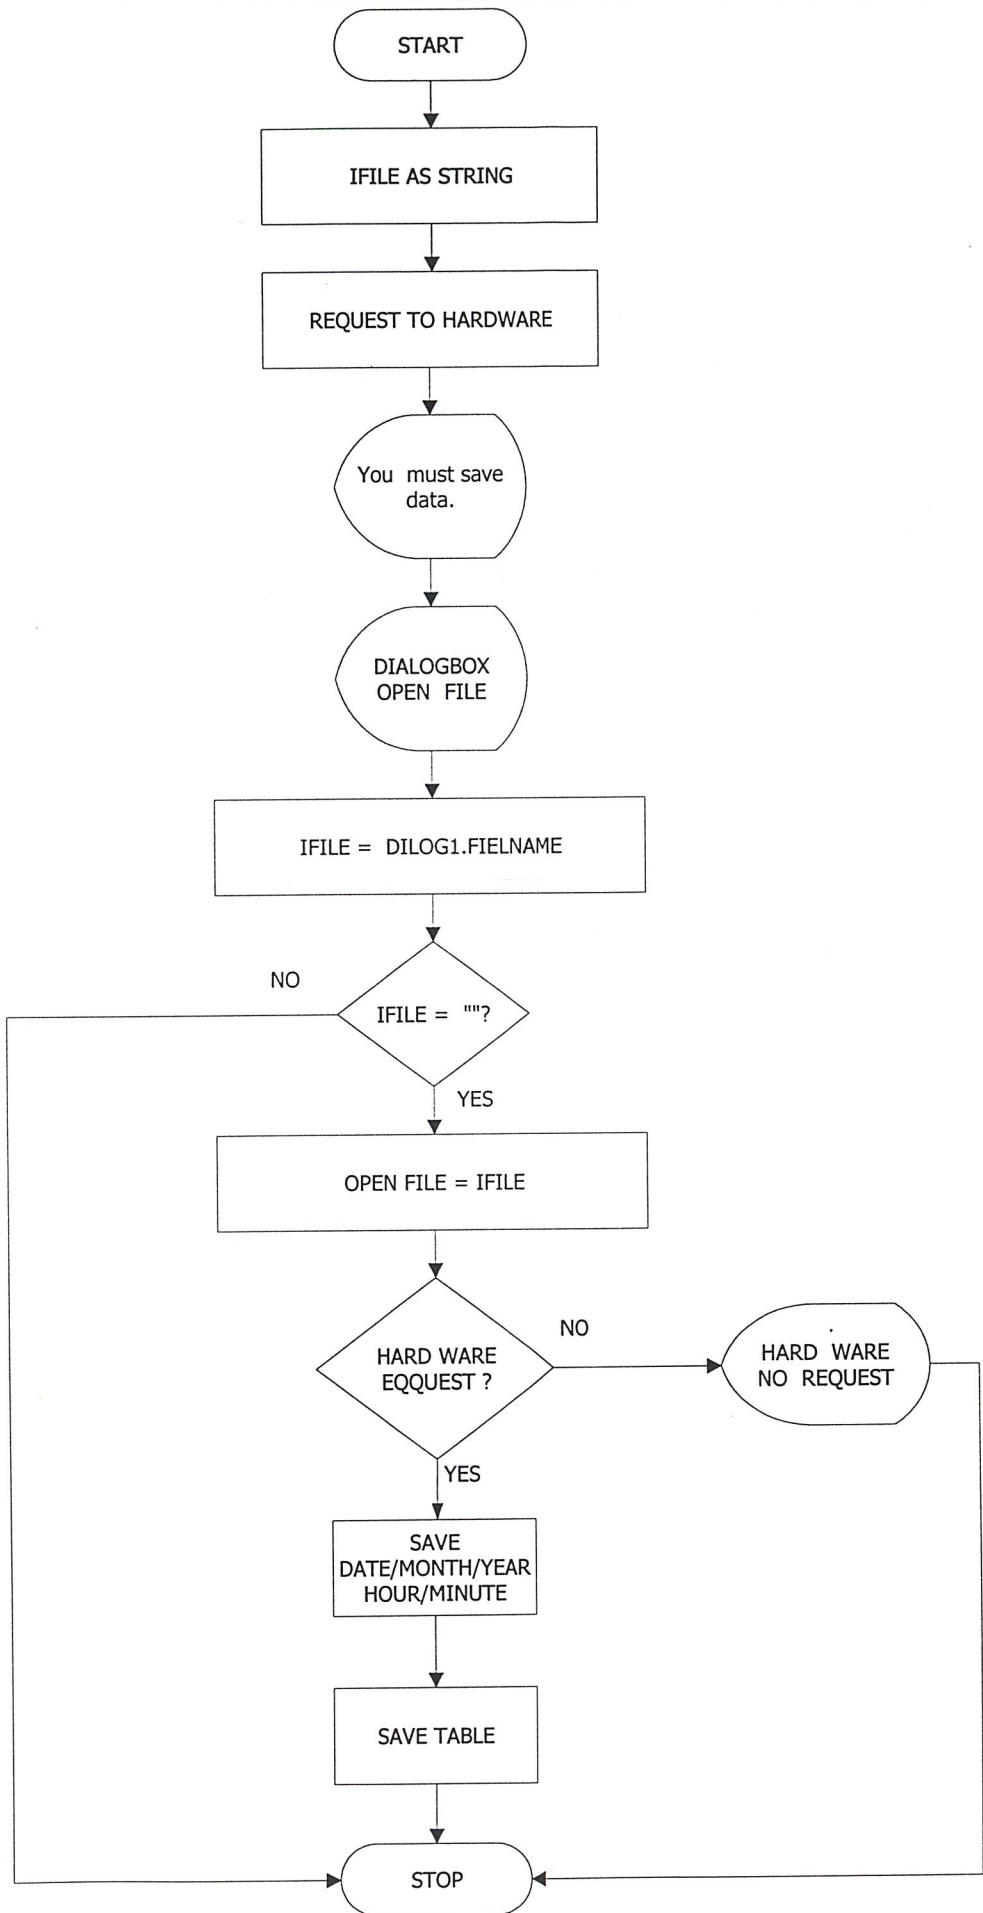 START
IFILE AS STRING
REQUEST TO HARDWARE
You must save
data.
DIALOGBOX
OPEN FILE
IFILE = DILOG1.FIELNAME
NO
IFILE = ""?
YES
OPEN FILE = IFILE
NO
HARD WARE
EQQUEST ?
HARD WARE
NO REQUEST
YES
SAVE
DATE/MONTH/YEAR
HOUR/MINUTE
SAVE TABLE
STOP